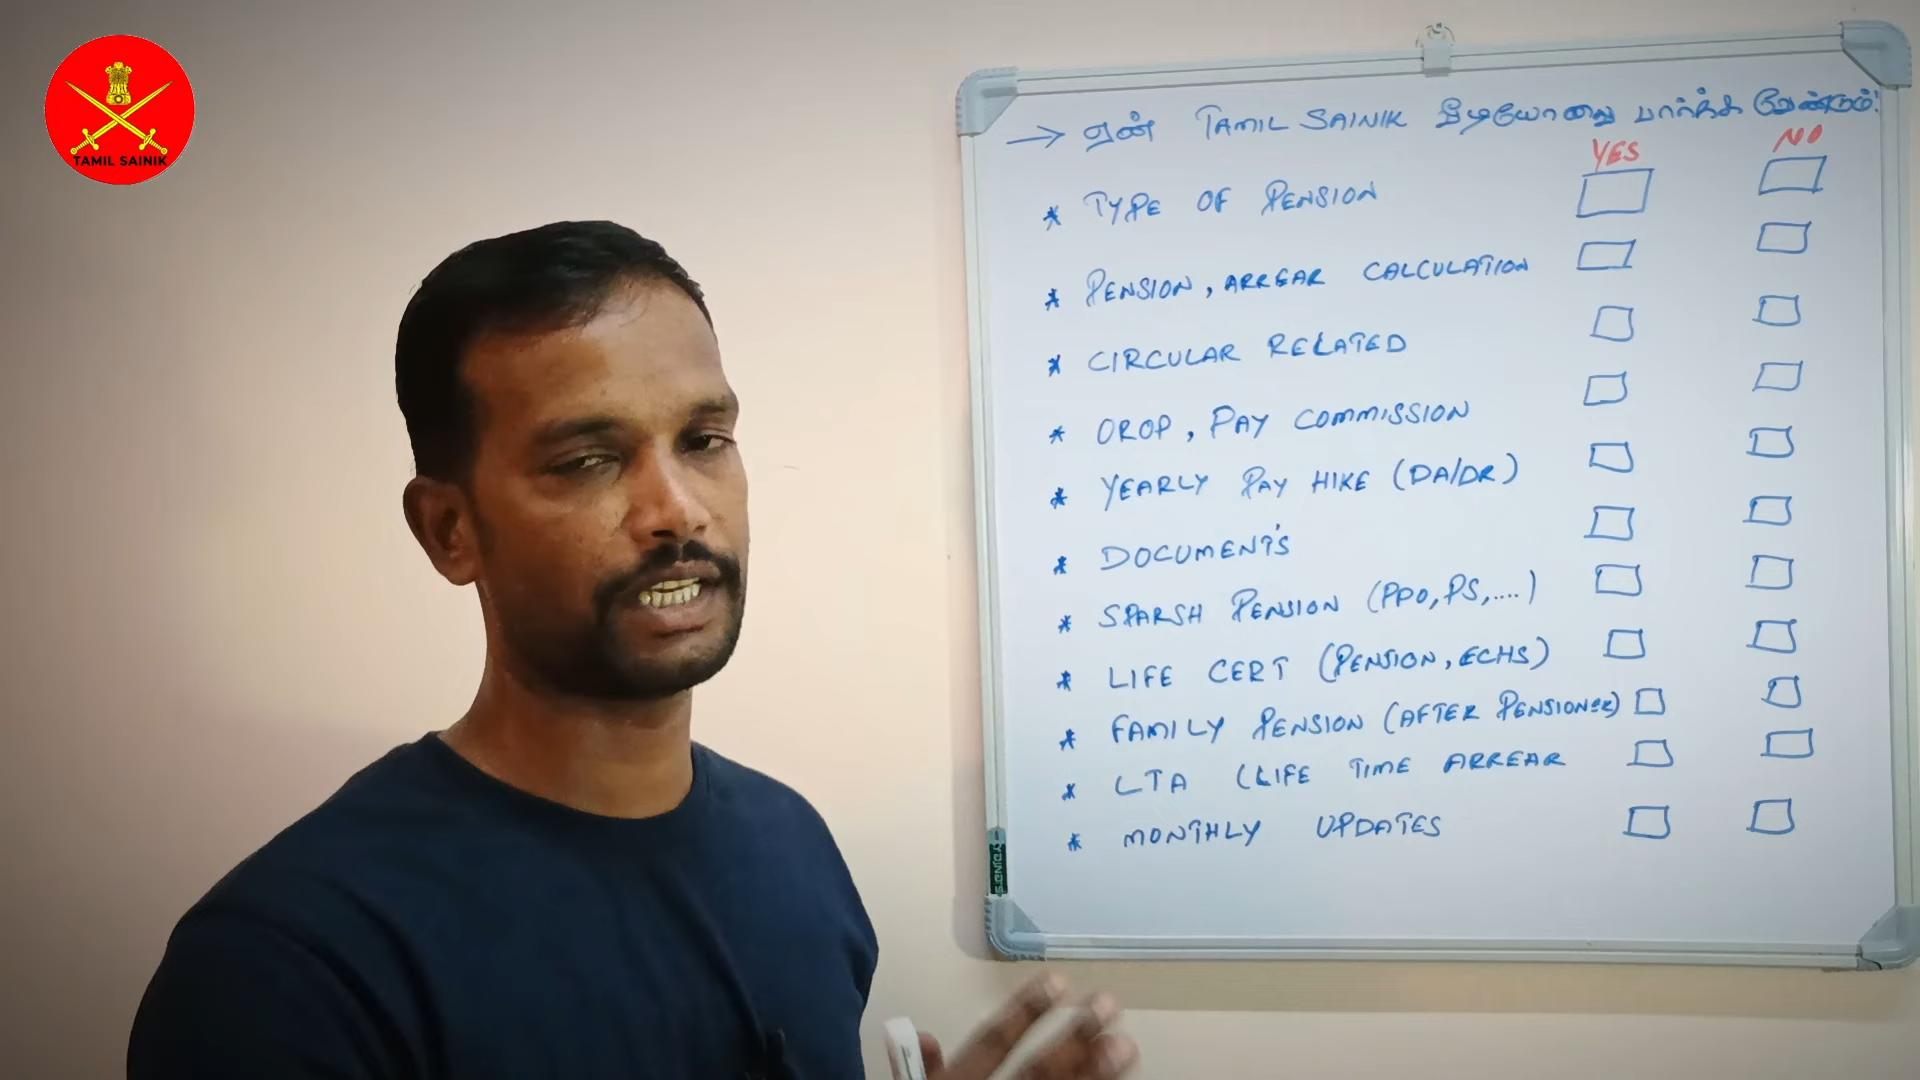 TAMIL SAINIK
→ ஏன் TAMIL SAINIK வீடியோவை பார்க்க வேண்டும்!
YES NO
* TYPE OF PENSION
* PENSION, ARREAR CALCULATION
* CIRCULAR RELATED
* OROP, PAY COMMISSION
* YEARLY PAY HIKE (DA/DR)
* DOCUMENT'S
* SPARSH PENSION (PPO, PS,....)
* LIFE CERT (PENSION, ECHS)
* FAMILY PENSION (AFTER PENSIONER)
* LTA (LIFE TIME ARREAR
* MONTHLY UPDATES